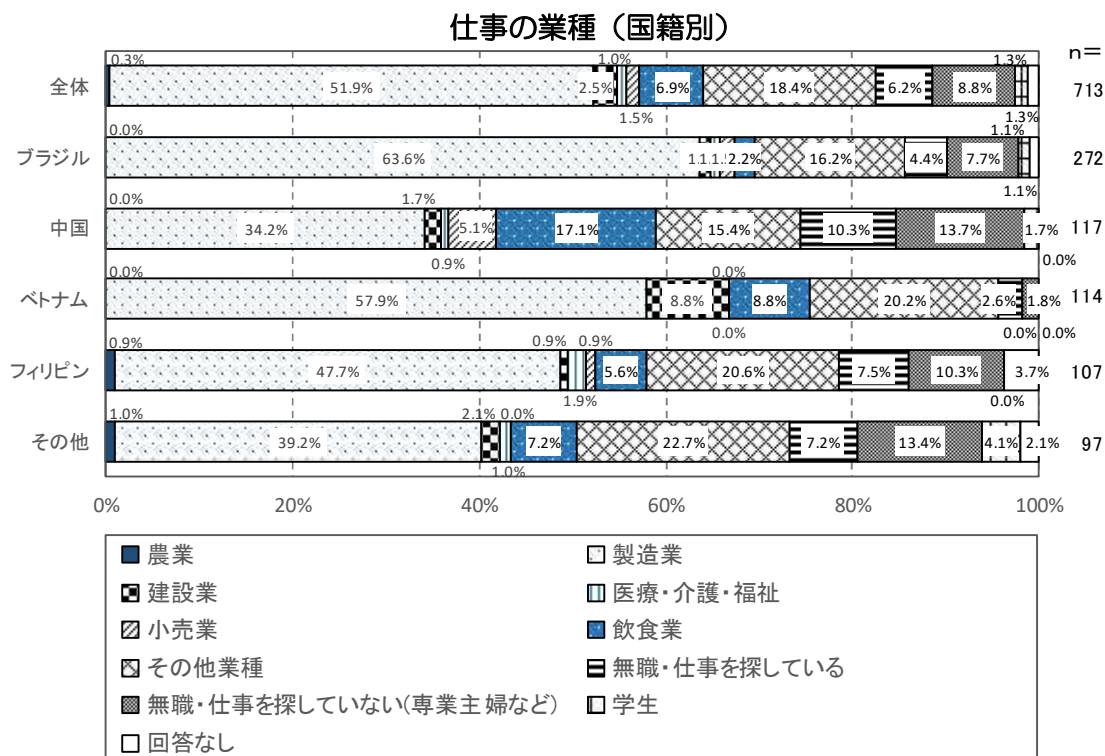 仕事の業種（国籍別）
n＝
0.3% 1.0% 1.3%
全体 51.9% 2.5% 6.9% 18.4% 6.2% 8.8% 713
1.5% 1.3%
0.0% 1.1%
ブラジル 63.6% 2.2% 16.2% 4.4% 7.7% 272
1.1%
0.0% 1.7%
中国 34.2% 5.1% 17.1% 15.4% 10.3% 13.7% 1.7% 117
0.9% 0.0%
0.0% 0.0%
ベトナム 57.9% 8.8% 8.8% 20.2% 2.6% 1.8% 114
0.0% 0.0% 0.0%
0.9% 0.9% 0.9%
フィリピン 47.7% 5.6% 20.6% 7.5% 10.3% 3.7% 107
1.9% 0.0%
1.0% 2.1% 0.0%
その他 39.2% 7.2% 22.7% 7.2% 13.4% 4.1% 2.1% 97
1.0%
0% 20% 40% 60% 80% 100%
農業 製造業
建設業 医療・介護・福祉
小売業 飲食業
その他業種 無職・仕事を探している
無職・仕事を探していない(専業主婦など) 学生
回答なし